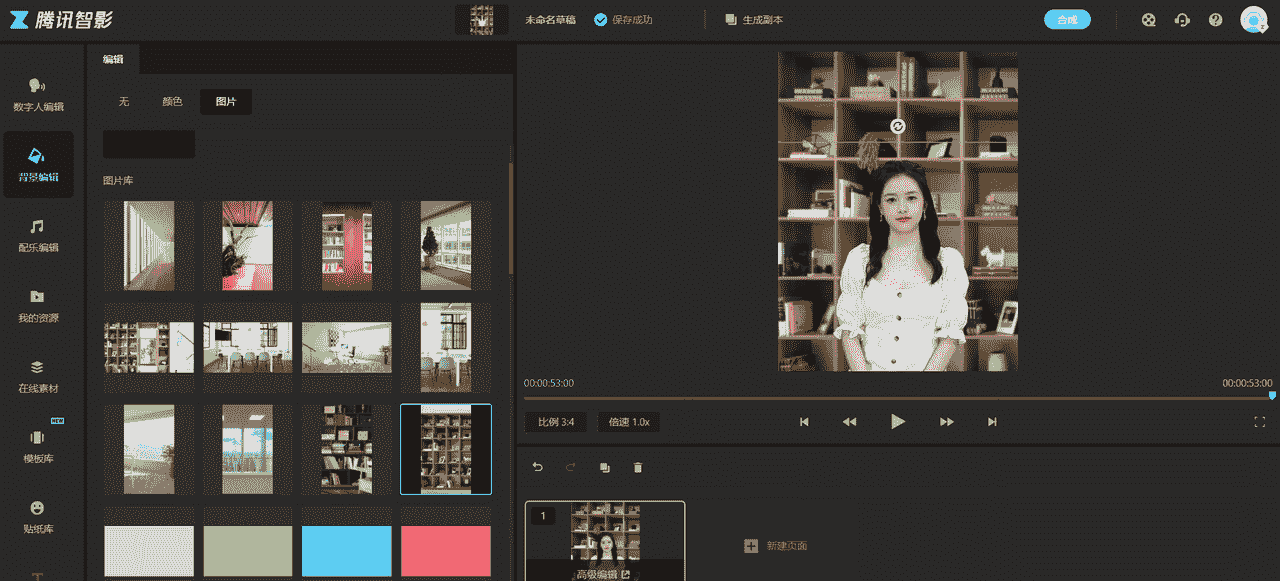 腾讯智影
未命名草稿
保存成功
生成副本
合成
数字人编辑
背景编辑
配乐编辑
我的资源
在线素材
NEW
模板库
贴纸库
编辑
无
颜色
图片
图片库
00:00:53:00
00:00:53:00
比例 3:4
倍速 1.0x
1
高级编辑
新建页面